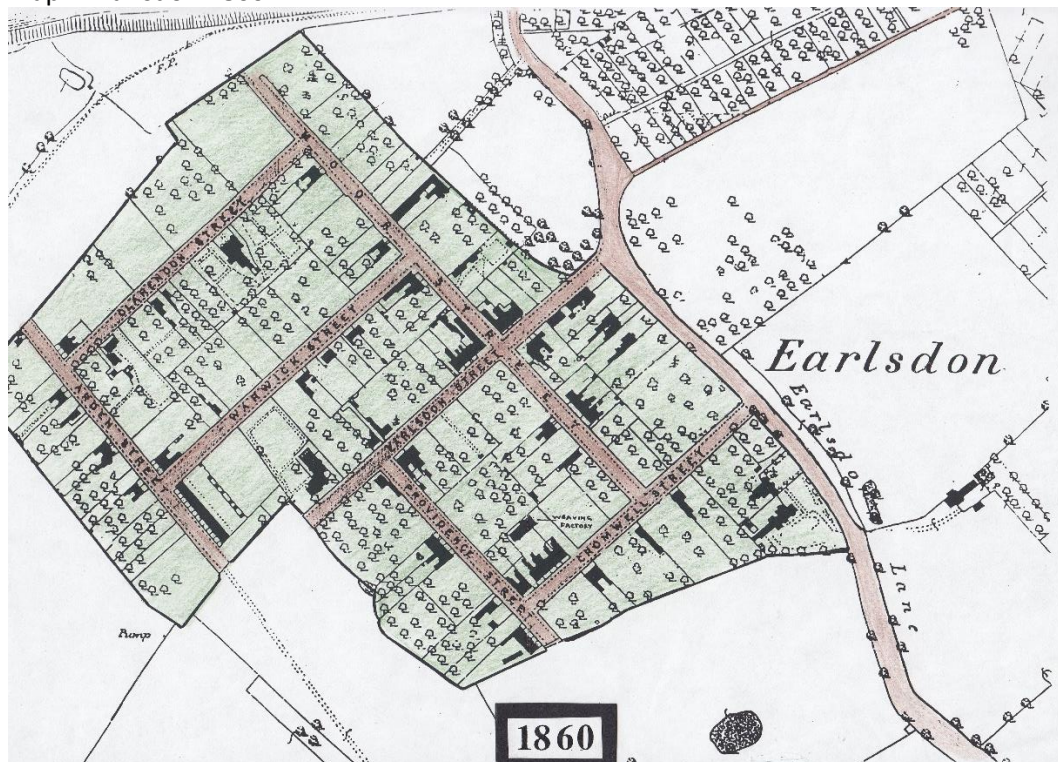 F.P.
CLARENDON STREET
MOOR ST
WARWICK STREET
ARDEN STREET
EARLSDON STREET
PROVIDENCE
STREET
CROMWELL STREET
WEAVING
FACTORY
Earlsdon
Earlsdon
Lane
Pump
1860